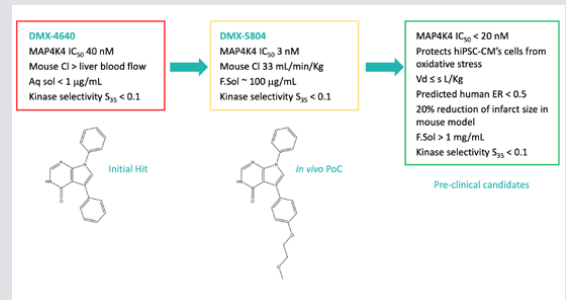 DMX-4640
MAP4K4 IC50 40 nM
Mouse Cl > liver blood flow
Aq sol < 1 μg/mL
Kinase selectivity S35 < 0.1
Initial Hit
DMX-5804
MAP4K4 IC50 3 nM
Mouse Cl 33 mL/min/Kg
F.Sol ~ 100 μg/mL
Kinase selectivity S35 < 0.1
In vivo PoC
MAP4K4 IC50 < 20 nM
Protects hiPSC-CM's cells from
oxidative stress
Vd ≤ s L/Kg
Predicted human ER < 0.5
20% reduction of infarct size in
mouse model
F.Sol > 1 mg/mL
Kinase selectivity S35 < 0.1
Pre-clinical candidates